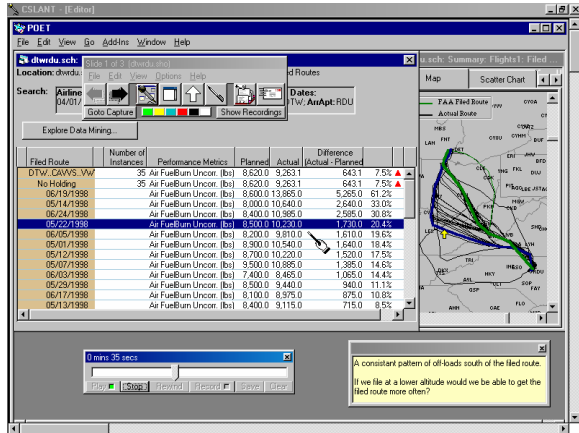 CSLANT - [Editor]
POET
File Edit View Go Add-Ins Window Help
dtwrdu.sch:
Slide 1 of 3 (dtwrdu.sho)
u.sch: Summary: Flights1: Filed ...
Location: dtwrdu.s
File Edit View Options Help
ed Routes
Map Scatter Chart
Search: Airline
04/01/
Dates:
DTW; ArrApt: RDU
Goto Capture Show Recordings
Explore Data Mining...
FAA Filed Route
Actual Route
Number of Difference
Filed Route Instances Performance Metrics Planned Actual (Actual - Planned
DTW..CAVVS..VW 35 Air FuelBurn Uncorr. (lbs) 8,620.0 9,263.1 643.1 7.5%
No Holding 35 Air FuelBurn Uncorr. (lbs) 8,620.0 9,263.1 643.1 7.5%
06/19/1998 Air FuelBurn Uncorr. (lbs) 8,600.0 13,865.0 5,265.0 61.2%
05/14/1998 Air FuelBurn Uncorr. (lbs) 8,000.0 10,640.0 2,640.0 33.0%
06/24/1998 Air FuelBurn Uncorr. (lbs) 8,400.0 10,985.0 2,585.0 30.8%
05/22/1998 Air FuelBurn Uncorr. (lbs) 8,500.0 10,230.0 1,730.0 20.4%
06/05/1998 Air FuelBurn Uncorr. (lbs) 8,200.0 9,810.0 1,610.0 19.6%
05/01/1998 Air FuelBurn Uncorr. (lbs) 8,900.0 10,540.0 1,640.0 18.4%
05/12/1998 Air FuelBurn Uncorr. (lbs) 8,700.0 10,220.0 1,520.0 17.5%
05/07/1998 Air FuelBurn Uncorr. (lbs) 9,500.0 10,885.0 1,385.0 14.6%
06/03/1998 Air FuelBurn Uncorr. (lbs) 7,400.0 8,465.0 1,065.0 14.4%
05/29/1998 Air FuelBurn Uncorr. (lbs) 8,500.0 9,440.0 940.0 11.1%
06/17/1998 Air FuelBurn Uncorr. (lbs) 8,100.0 8,975.0 875.0 10.8%
05/13/1998 Air FuelBurn Uncorr. (lbs) 8,400.0 9,115.0 715.0 8.5%
0 mins 35 secs
Play Stop Rewind Record Save Clear
A consistant pattern of off-loads south of the filed route.
If we file at a lower altitude would we be able to get the
filed route more often?